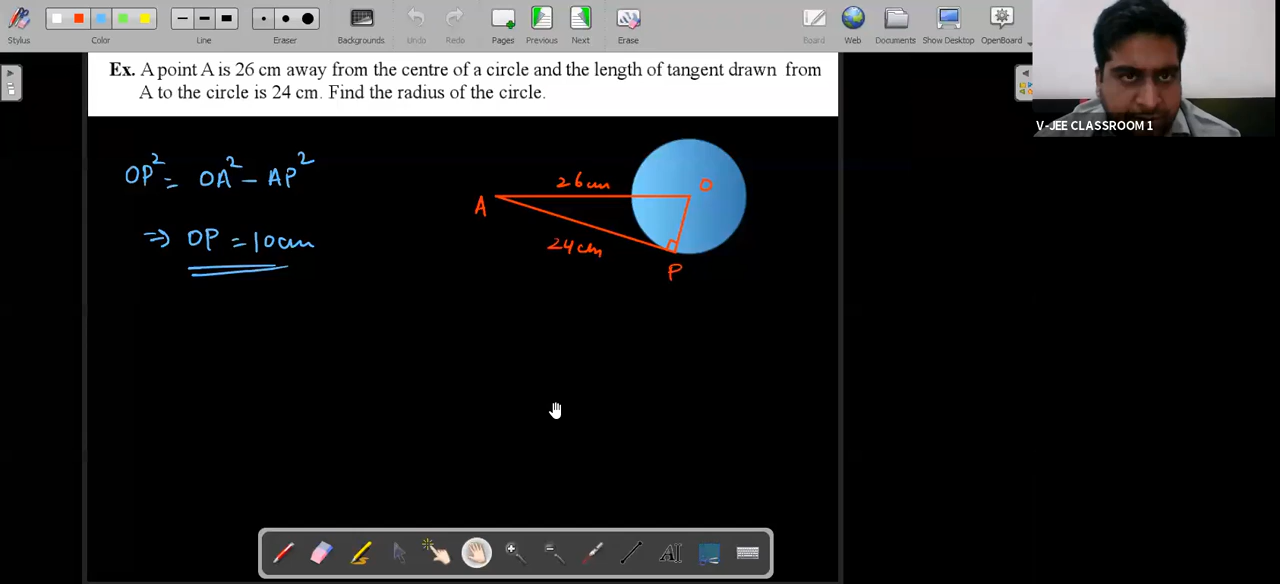 Stylus Color Line Eraser Backgrounds Undo Redo Pages Previous Next Erase Board Web Documents Show Desktop OpenBoard
V-JEE CLASSROOM 1
Ex. A point A is 26 cm away from the centre of a circle and the length of tangent drawn from
A to the circle is 24 cm. Find the radius of the circle.
OP² = OA² - AP²
⇒ OP = 10cm
26cm
O
A
24cm
P
AI